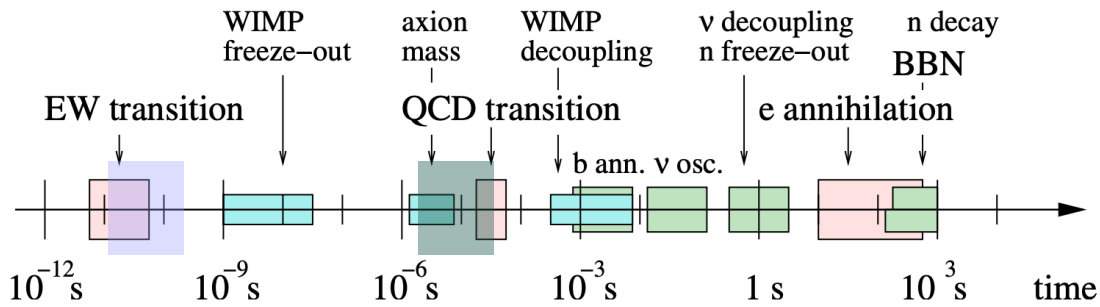 WIMP
freeze−out
axion
mass
WIMP
decoupling
ν decoupling
n freeze−out
n decay
BBN
EW transition
QCD transition
e annihilation
b ann. ν osc.
10⁻¹² s
10⁻⁹ s
10⁻⁶ s
10⁻³ s
1 s
10³ s
time